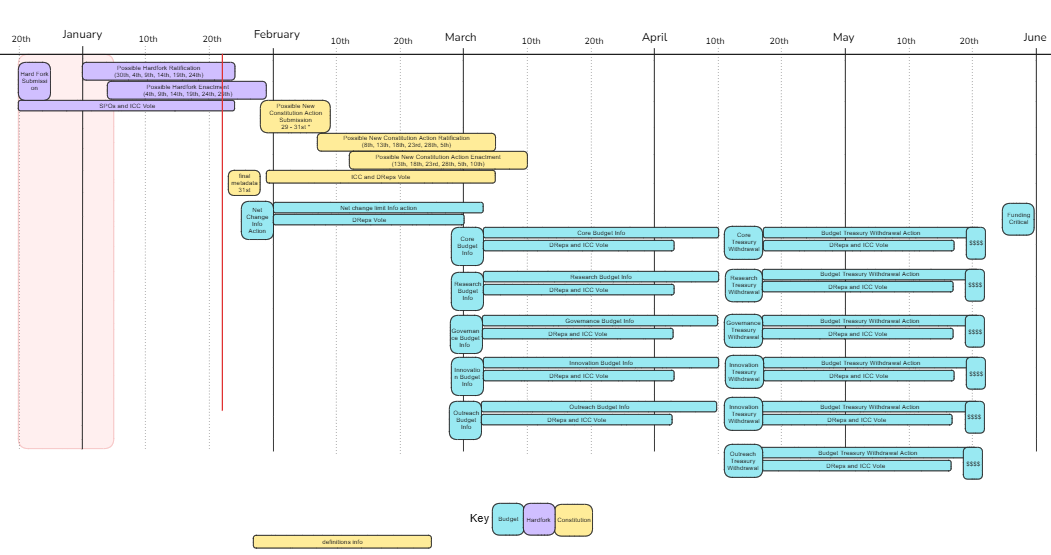 January
February
March
April
May
June
20th
10th
20th
10th
20th
10th
20th
10th
20th
10th
20th
Hard Fork
Submissi
on
Possible Hardfork Ratification
(30th, 4th, 9th, 14th, 19th, 24th)
Possible Hardfork Enactment
(4th, 9th, 14th, 19th, 24th, 29th)
SPOs and ICC Vote
Possible New
Constitution Action
Submission
29 - 31st *
Possible New Constitution Action Ratification
(8th, 13th, 18th, 23rd, 28th, 5th)
Possible New Constitution Action Enactment
(13th, 18th, 23rd, 28th, 5th, 10th)
final
metadata
31st
ICC and DReps Vote
Net
Change
Info
Action
Net change limit Info action
DReps Vote
Funding
Critical
Core
Budget
Info
Core Budget Info
DReps and ICC Vote
Core
Treasury
Withdrawal
Budget Treasury Withdrawal Action
DReps and ICC Vote
$$$$
Research
Budget
Info
Research Budget Info
DReps and ICC Vote
Research
Treasury
Withdrawal
Budget Treasury Withdrawal Action
DReps and ICC Vote
$$$$
Governan
ce Budget
Info
Governance Budget Info
DReps and ICC Vote
Governance
Treasury
Withdrawal
Budget Treasury Withdrawal Action
DReps and ICC Vote
$$$$
Innovatio
n Budget
Info
Innovation Budget Info
DReps and ICC Vote
Innovation
Treasury
Withdrawal
Budget Treasury Withdrawal Action
DReps and ICC Vote
$$$$
Outreach
Budget
Info
Outreach Budget Info
DReps and ICC Vote
Innovation
Treasury
Withdrawal
Budget Treasury Withdrawal Action
DReps and ICC Vote
$$$$
Outreach
Treasury
Withdrawal
Budget Treasury Withdrawal Action
DReps and ICC Vote
$$$$
Key
Budget
Hardfork
Constitution
definitions info